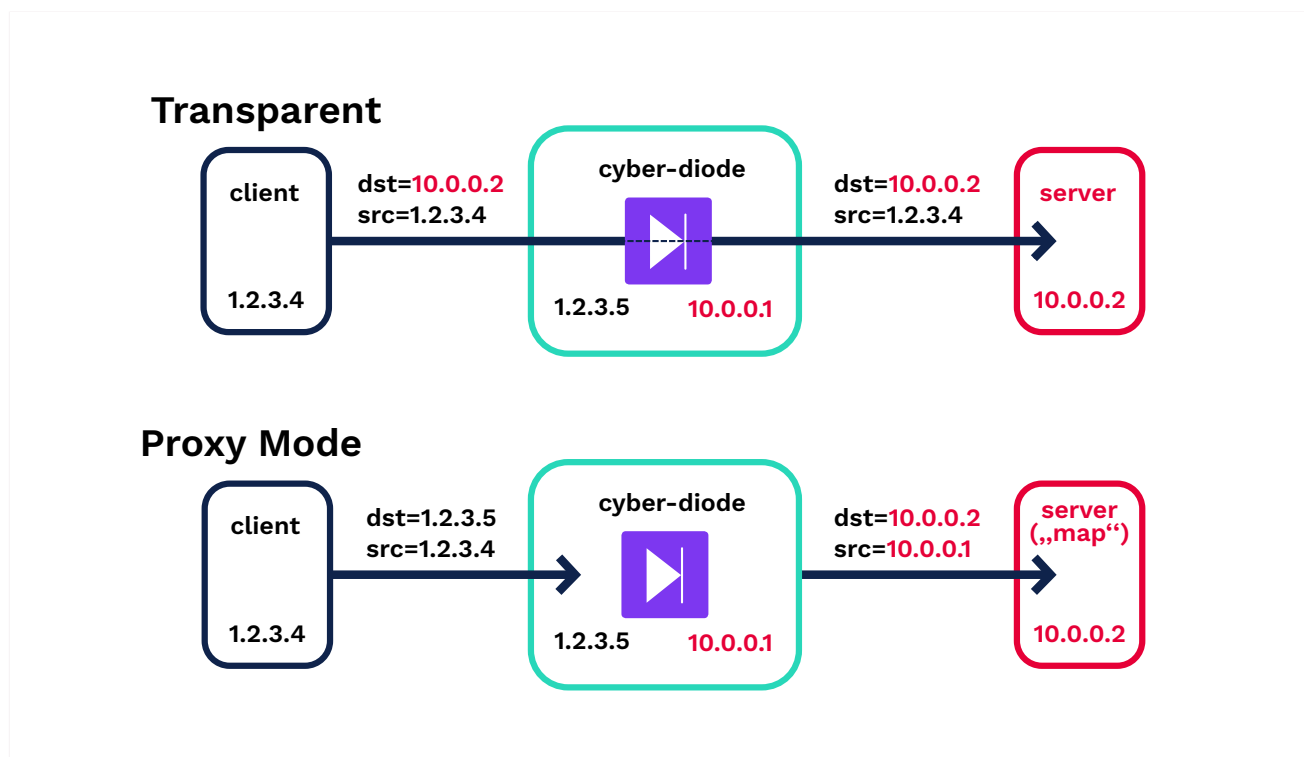 Transparent
client
dst=10.0.0.2
src=1.2.3.4
cyber-diode
dst=10.0.0.2
src=1.2.3.4
server
1.2.3.4
1.2.3.5
10.0.0.1
10.0.0.2
Proxy Mode
client
dst=1.2.3.5
src=1.2.3.4
cyber-diode
dst=10.0.0.2
src=10.0.0.1
server
(„map“)
1.2.3.4
1.2.3.5
10.0.0.1
10.0.0.2